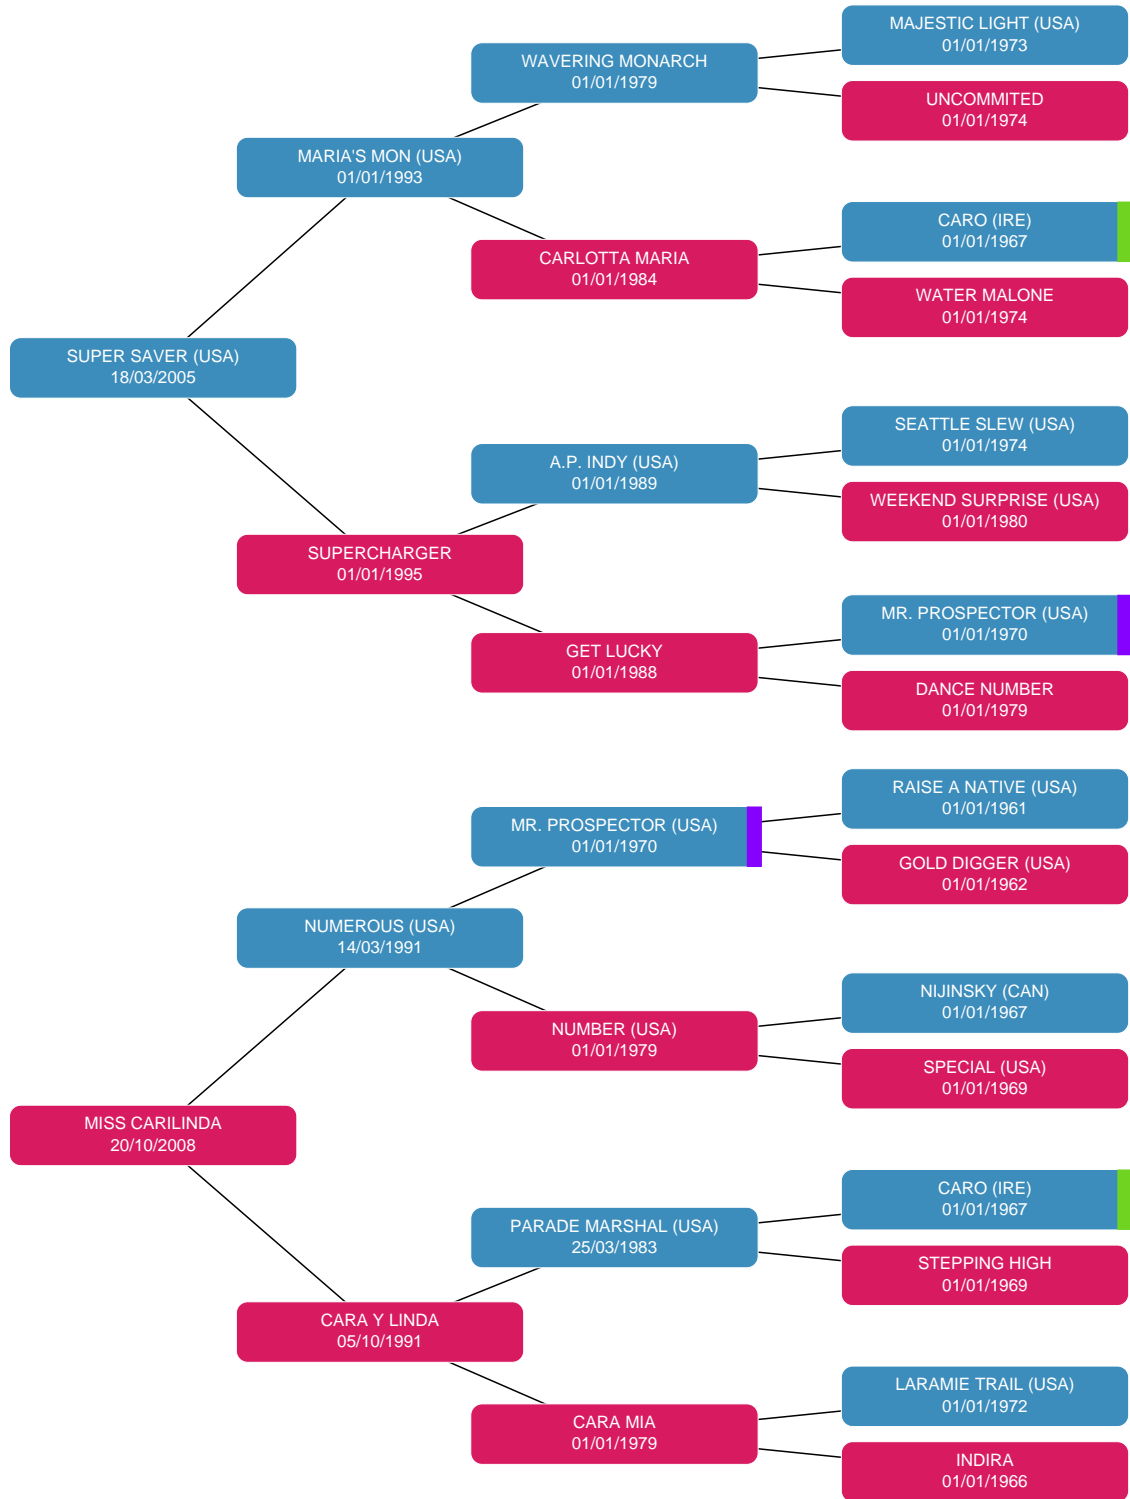 MAJESTIC LIGHT (USA)
01/01/1973
WAVERING MONARCH
01/01/1979
UNCOMMITED
01/01/1974
MARIA'S MON (USA)
01/01/1993
CARO (IRE)
01/01/1967
CARLOTTA MARIA
01/01/1984
WATER MALONE
01/01/1974
SUPER SAVER (USA)
18/03/2005
SEATTLE SLEW (USA)
01/01/1974
A.P. INDY (USA)
01/01/1989
WEEKEND SURPRISE (USA)
01/01/1980
SUPERCHARGER
01/01/1995
MR. PROSPECTOR (USA)
01/01/1970
GET LUCKY
01/01/1988
DANCE NUMBER
01/01/1979
RAISE A NATIVE (USA)
01/01/1961
MR. PROSPECTOR (USA)
01/01/1970
GOLD DIGGER (USA)
01/01/1962
NUMEROUS (USA)
14/03/1991
NIJINSKY (CAN)
01/01/1967
NUMBER (USA)
01/01/1979
SPECIAL (USA)
01/01/1969
MISS CARILINDA
20/10/2008
CARO (IRE)
01/01/1967
PARADE MARSHAL (USA)
25/03/1983
STEPPING HIGH
01/01/1969
CARA Y LINDA
05/10/1991
LARAMIE TRAIL (USA)
01/01/1972
CARA MIA
01/01/1979
INDIRA
01/01/1966